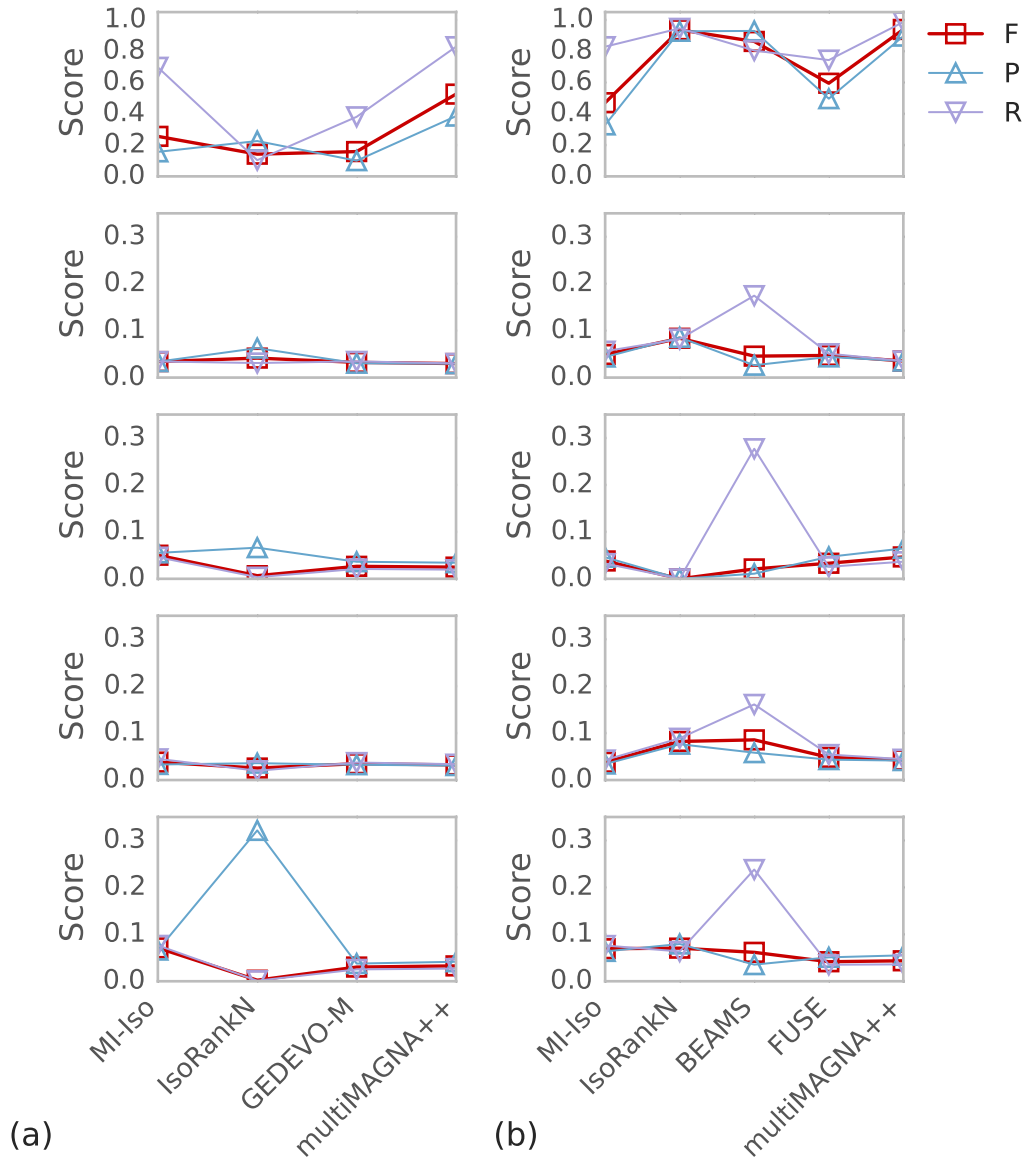 1.0
0.8
0.6
0.4
0.2
0.0
Score
1.0
0.8
0.6
0.4
0.2
0.0
Score
F
P
R
0.3
0.2
0.1
0.0
Score
0.3
0.2
0.1
0.0
Score
0.3
0.2
0.1
0.0
Score
0.3
0.2
0.1
0.0
Score
0.3
0.2
0.1
0.0
Score
0.3
0.2
0.1
0.0
Score
0.3
0.2
0.1
0.0
Score
0.3
0.2
0.1
0.0
Score
MI-Iso
IsoRankN
GEDEVO-M
multiMAGNA++
MI-Iso
IsoRankN
BEAMS
FUSE
multiMAGNA++
(a)
(b)